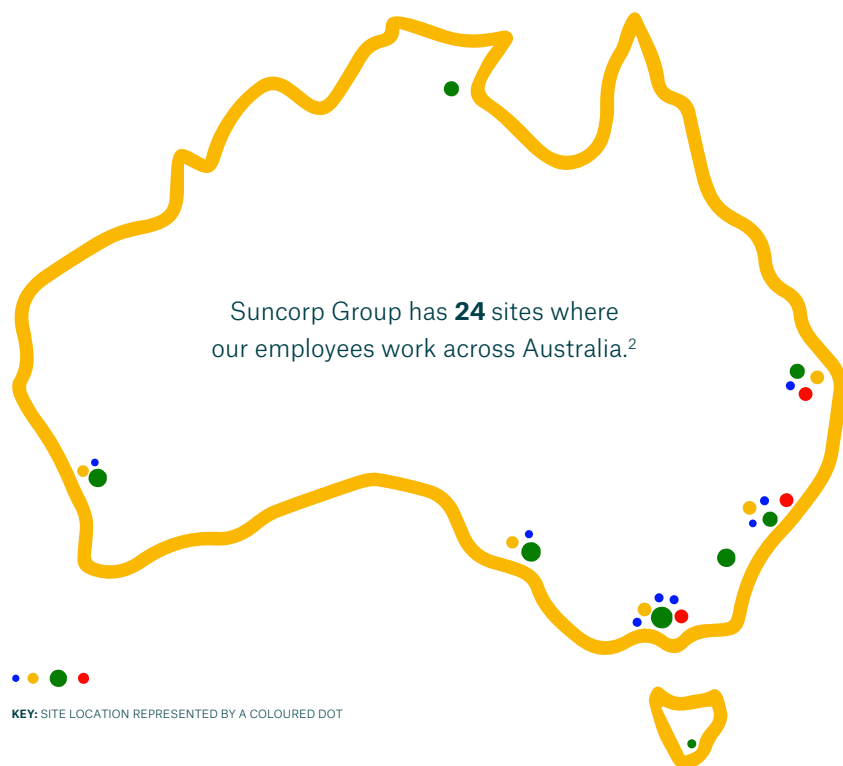 Suncorp Group has 24 sites where
our employees work across Australia.²
KEY: SITE LOCATION REPRESENTED BY A COLOURED DOT